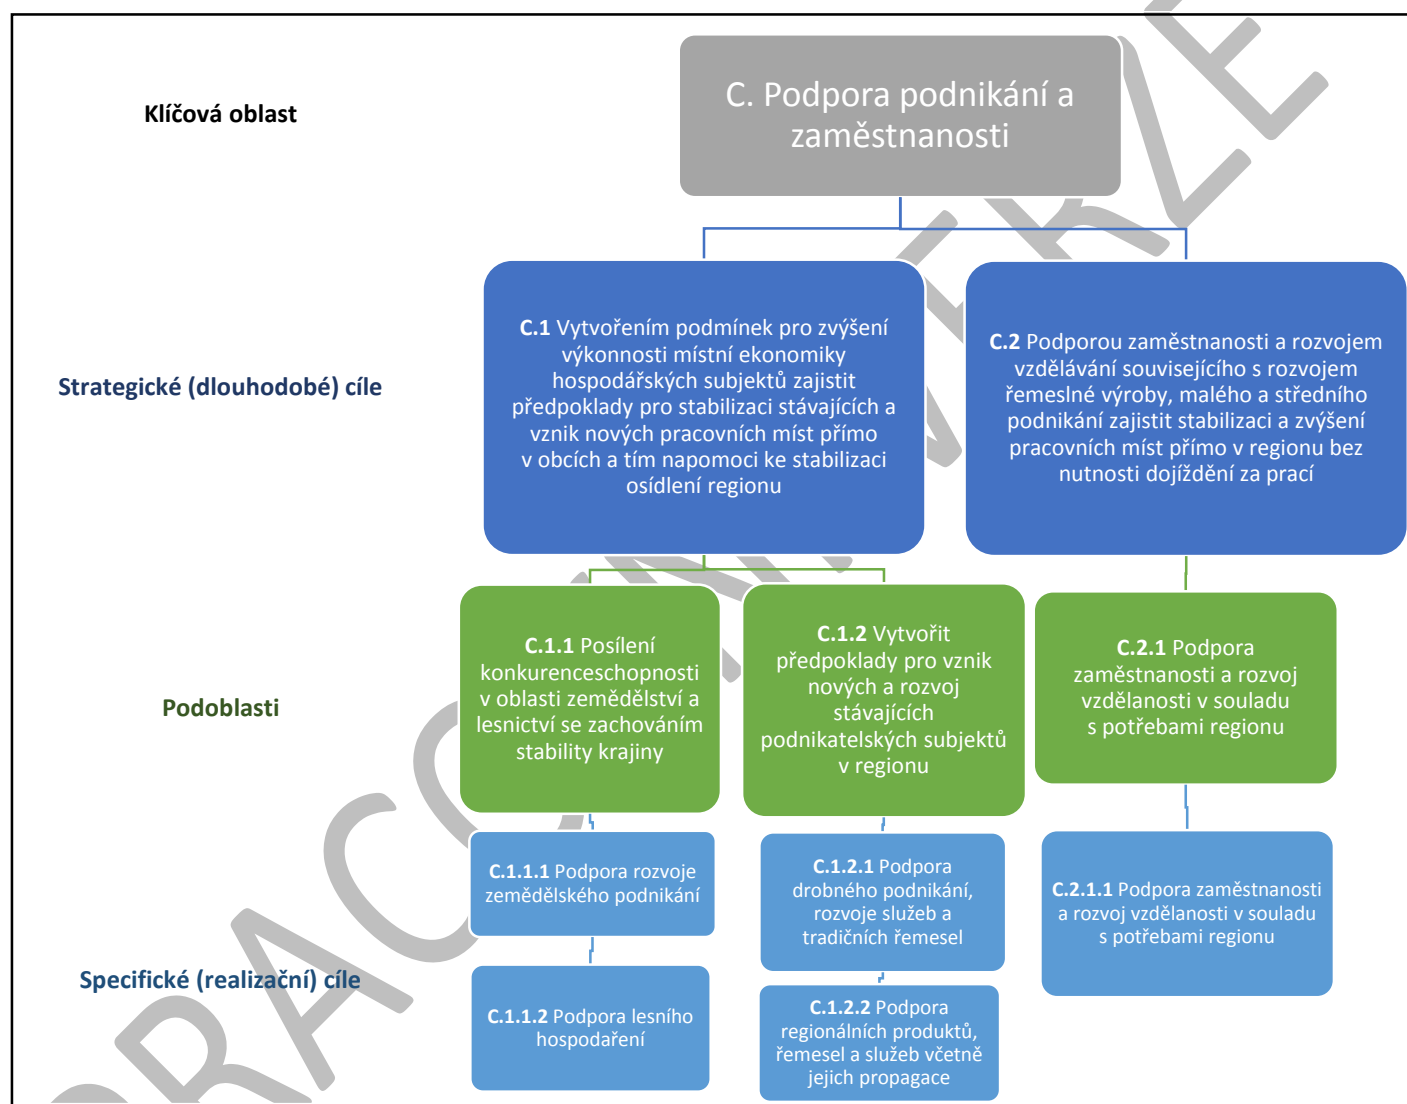 Klíčová oblast
C. Podpora podnikání a
zaměstnanosti
Strategické (dlouhodobé) cíle
C.1 Vytvořením podmínek pro zvýšení
výkonnosti místní ekonomiky
hospodářských subjektů zajistit
předpoklady pro stabilizaci stávajících a
vznik nových pracovních míst přímo
v obcích a tím napomoci ke stabilizaci
osídlení regionu
C.2 Podporou zaměstnanosti a rozvojem
vzdělávání souvisejícího s rozvojem
řemeslné výroby, malého a středního
podnikání zajistit stabilizaci a zvýšení
pracovních míst přímo v regionu bez
nutnosti dojíždění za prací
Podoblasti
C.1.1 Posílení
konkurenceschopnosti
v oblasti zemědělství a
lesnictví se zachováním
stability krajiny
C.1.2 Vytvořit
předpoklady pro vznik
nových a rozvoj
stávajících
podnikatelských subjektů
v regionu
C.2.1 Podpora
zaměstnanosti a rozvoj
vzdělanosti v souladu
s potřebami regionu
Specifické (realizační) cíle
C.1.1.1 Podpora rozvoje
zemědělského podnikání
C.1.1.2 Podpora lesního
hospodaření
C.1.2.1 Podpora
drobného podnikání,
rozvoje služeb a
tradičních řemesel
C.1.2.2 Podpora
regionálních produktů,
řemesel a služeb včetně
jejich propagace
C.2.1.1 Podpora zaměstnanosti
a rozvoj vzdělanosti v souladu
s potřebami regionu